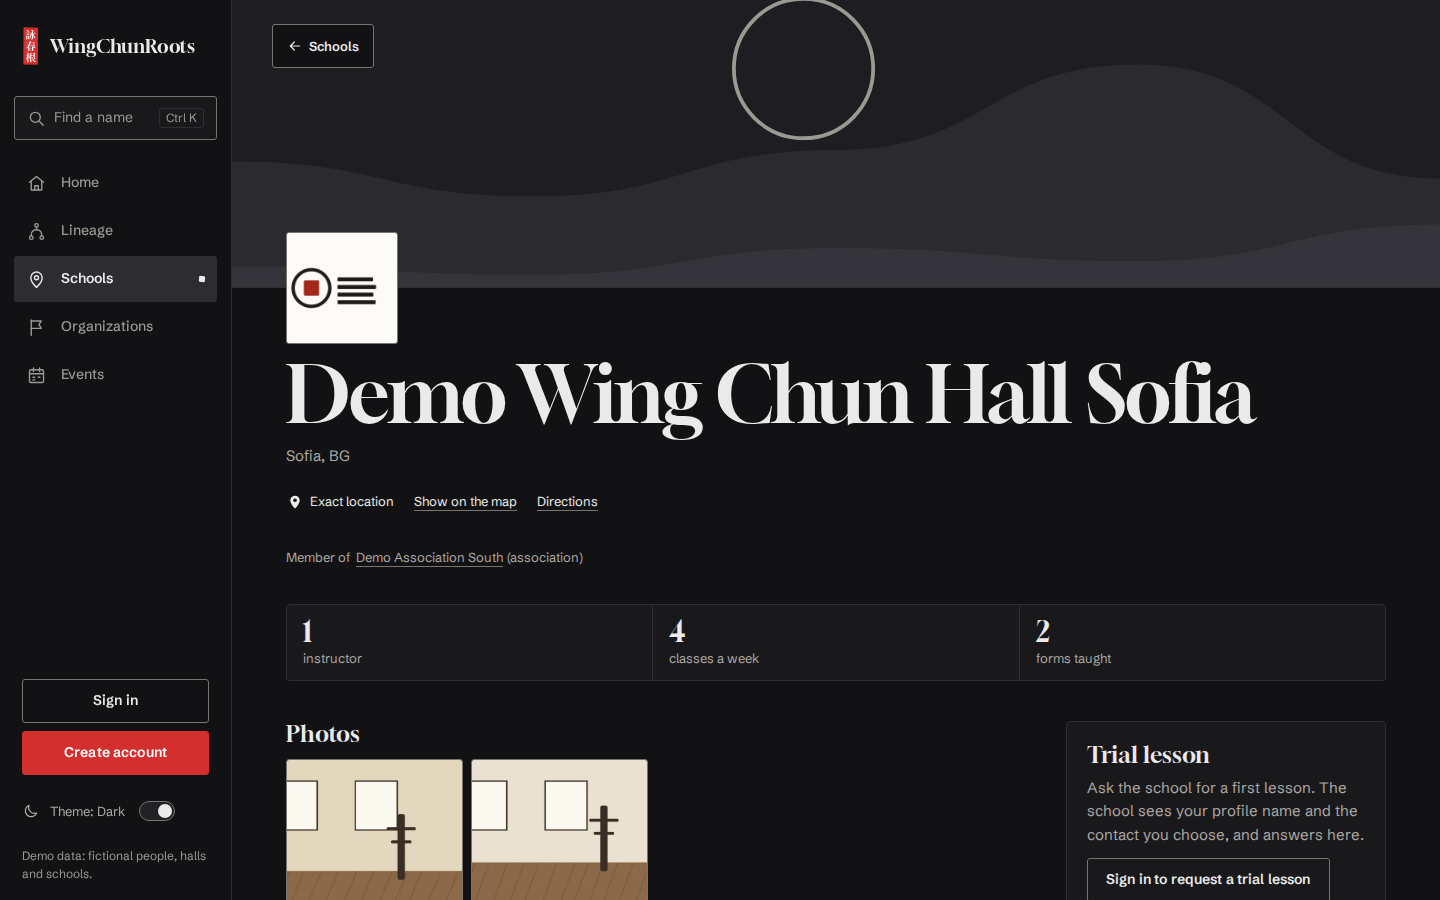 詠春根
WingChunRoots
Find a name
Ctrl K
Home
Lineage
Schools
Organizations
Events
Sign in
Create account
Theme: Dark
Demo data: fictional people, halls
and schools.
← Schools
Demo Wing Chun Hall Sofia
Sofia, BG
Exact location Show on the map Directions
Member of Demo Association South (association)
1
instructor
4
classes a week
2
forms taught
Photos
Trial lesson
Ask the school for a first lesson. The
school sees your profile name and the
contact you choose, and answers here.
Sign in to request a trial lesson